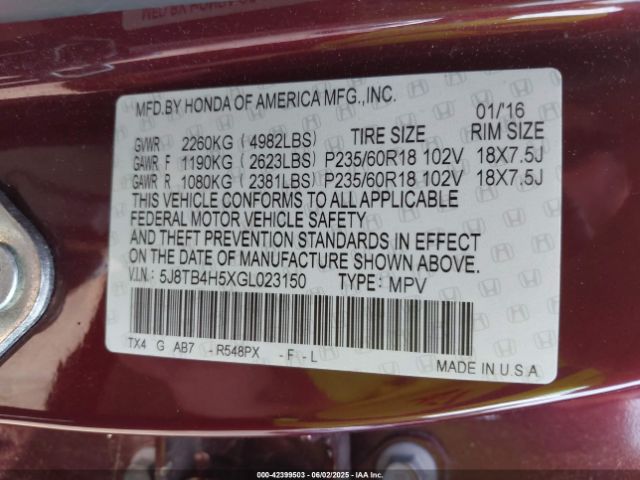 MFD.BY HONDA OF AMERICA MFG.,INC. 01/16
GVWR 2260KG ( 4982LBS) TIRE SIZE RIM SIZE
GAWR F 1190KG ( 2623LBS) P235/60R18 102V 18X7.5J
GAWR R 1080KG ( 2381LBS) P235/60R18 102V 18X7.5J
THIS VEHICLE CONFORMS TO ALL APPLICABLE
FEDERAL MOTOR VEHICLE SAFETY
AND THEFT PREVENTION STANDARDS IN EFFECT
ON THE DATE OF MANUFACTURE SHOWN ABOVE.
V.I.N.: 5J8TB4H5XGL023150 TYPE: MPV
TX4 G AB7 - R548PX - F - L
MADE IN U.S.A
000-42399503 - 06/02/2025 - IAA Inc.